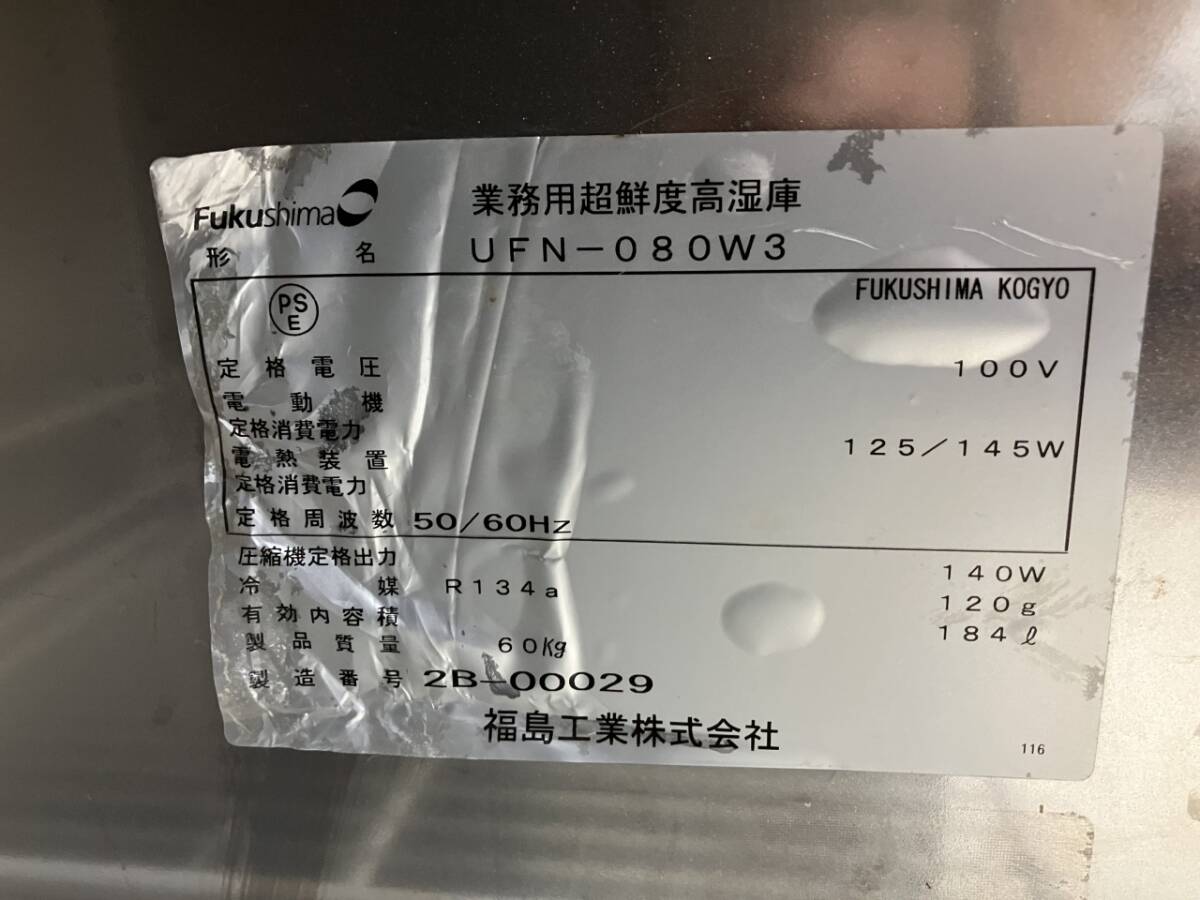 Fukushima 業務用超鮮度高湿庫
形名 UFN-080W3
PSE FUKUSHIMA KOGYO
定格電圧 100V
電動機
定格消費電力 125/145W
電熱装置
定格消費電力
定格周波数 50/60Hz
圧縮機定格出力 140W
冷媒 R134a 120g
有効内容積 184ℓ
製品質量 60Kg
製造番号 2B-00029
福島工業株式会社
116